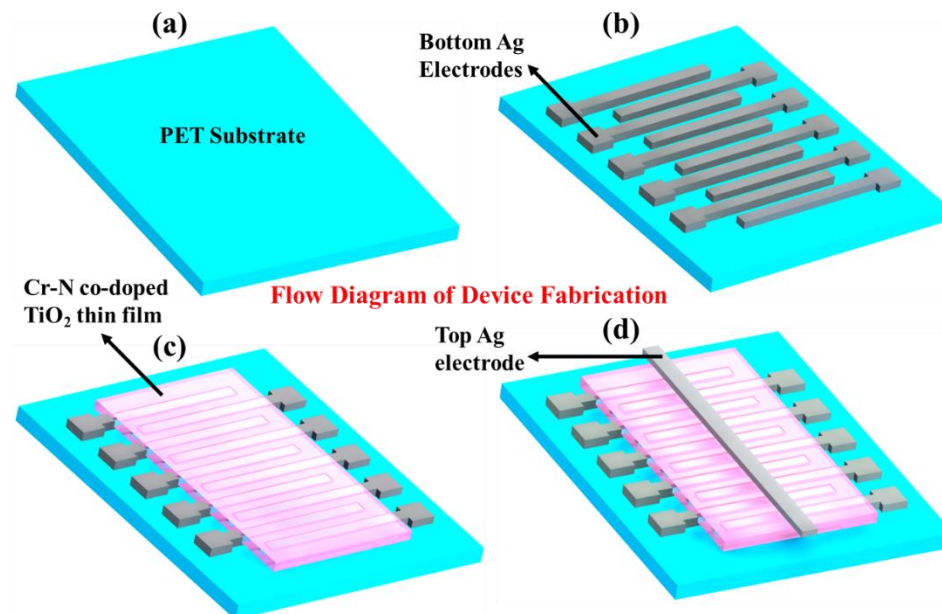 (a)
PET Substrate
(b)
Bottom Ag
Electrodes
Flow Diagram of Device Fabrication
Cr-N co-doped
TiO₂ thin film
(c)
(d)
Top Ag
electrode